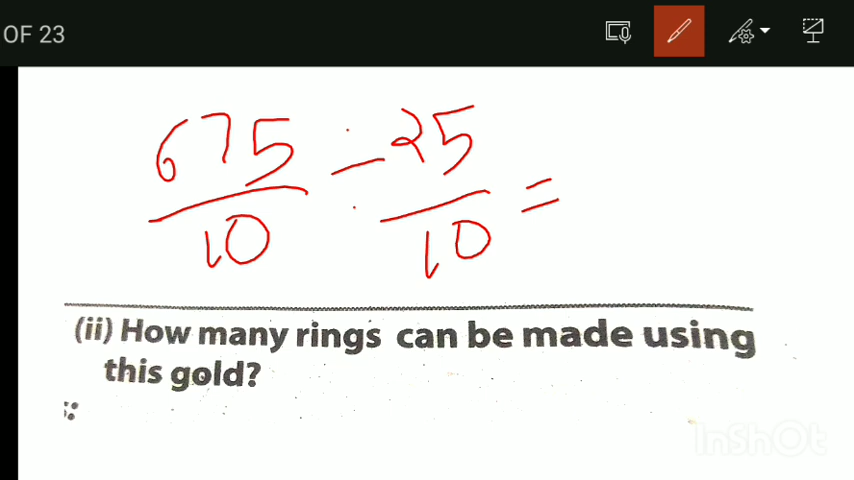 OF 23
675/10 ÷ 25/10 =
(ii) How many rings can be made using
this gold?
InShOt